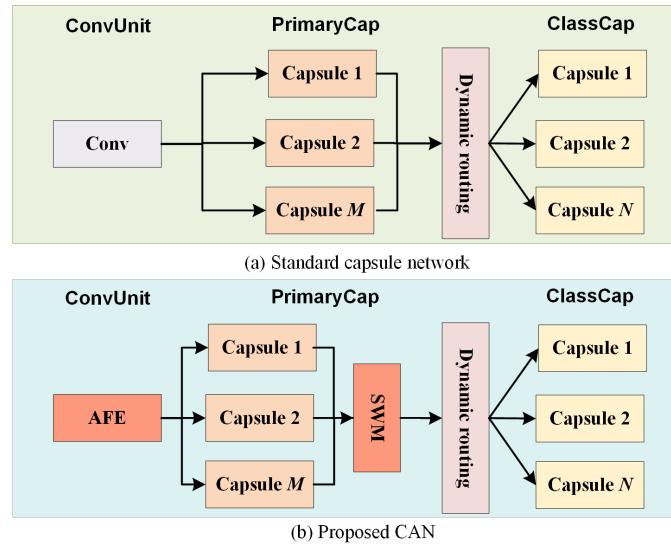 ConvUnit PrimaryCap ClassCap
Capsule 1 Capsule 1
Conv Capsule 2 Dynamic routing Capsule 2
Capsule M Capsule N
(a) Standard capsule network
ConvUnit PrimaryCap ClassCap
Capsule 1 Capsule 1
AFE Capsule 2 SWM Dynamic routing Capsule 2
Capsule M Capsule N
(b) Proposed CAN